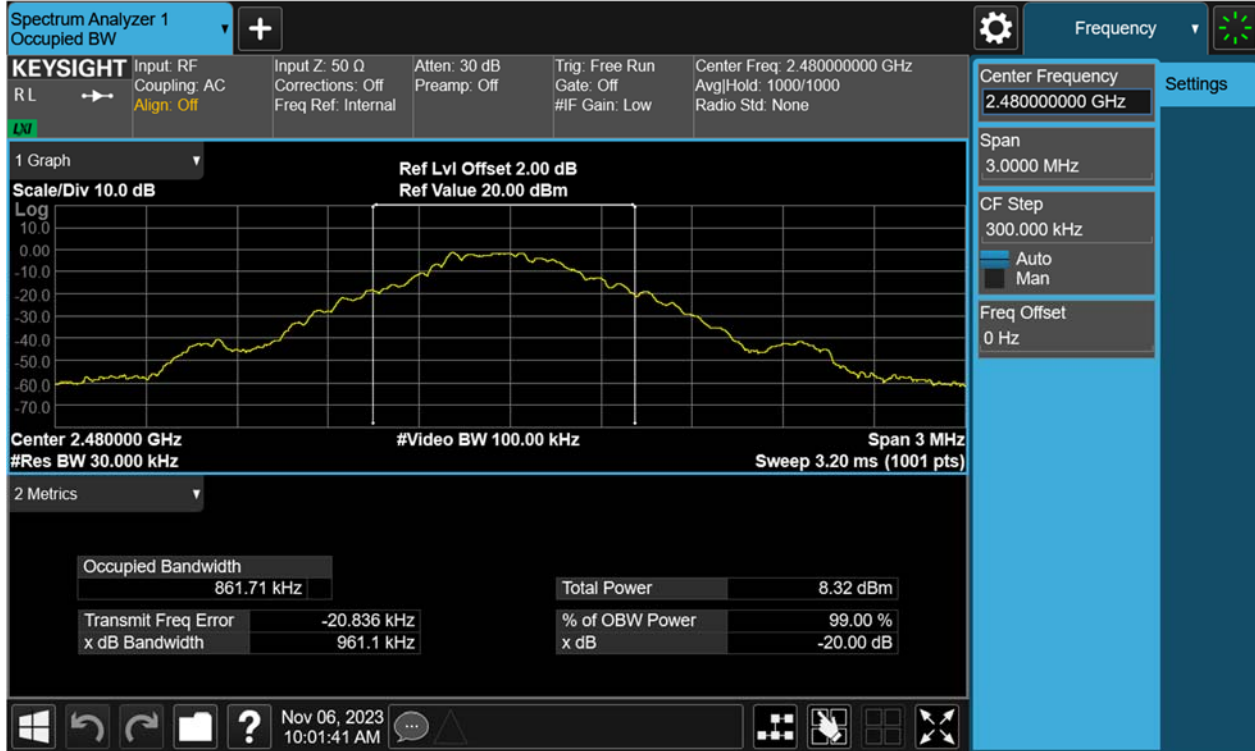 Spectrum Analyzer 1
Occupied BW
+
Frequency
KEYSIGHT
R L
LXI
Input: RF
Coupling: AC
Align: Off
Input Z: 50 Ω
Corrections: Off
Freq Ref: Internal
Atten: 30 dB
Preamp: Off
Trig: Free Run
Gate: Off
#IF Gain: Low
Center Freq: 2.480000000 GHz
Avg|Hold: 1000/1000
Radio Std: None
Center Frequency
2.480000000 GHz
Settings
Span
3.0000 MHz
CF Step
300.000 kHz
Auto
Man
Freq Offset
0 Hz
1 Graph
Scale/Div 10.0 dB
Ref Lvl Offset 2.00 dB
Ref Value 20.00 dBm
Log
10.0
0.00
-10.0
-20.0
-30.0
-40.0
-50.0
-60.0
-70.0
Center 2.480000 GHz
#Video BW 100.00 kHz
Span 3 MHz
#Res BW 30.000 kHz
Sweep 3.20 ms (1001 pts)
2 Metrics
Occupied Bandwidth
861.71 kHz
Total Power 8.32 dBm
Transmit Freq Error -20.836 kHz
% of OBW Power 99.00 %
x dB Bandwidth 961.1 kHz
x dB -20.00 dB
?
Nov 06, 2023
10:01:41 AM